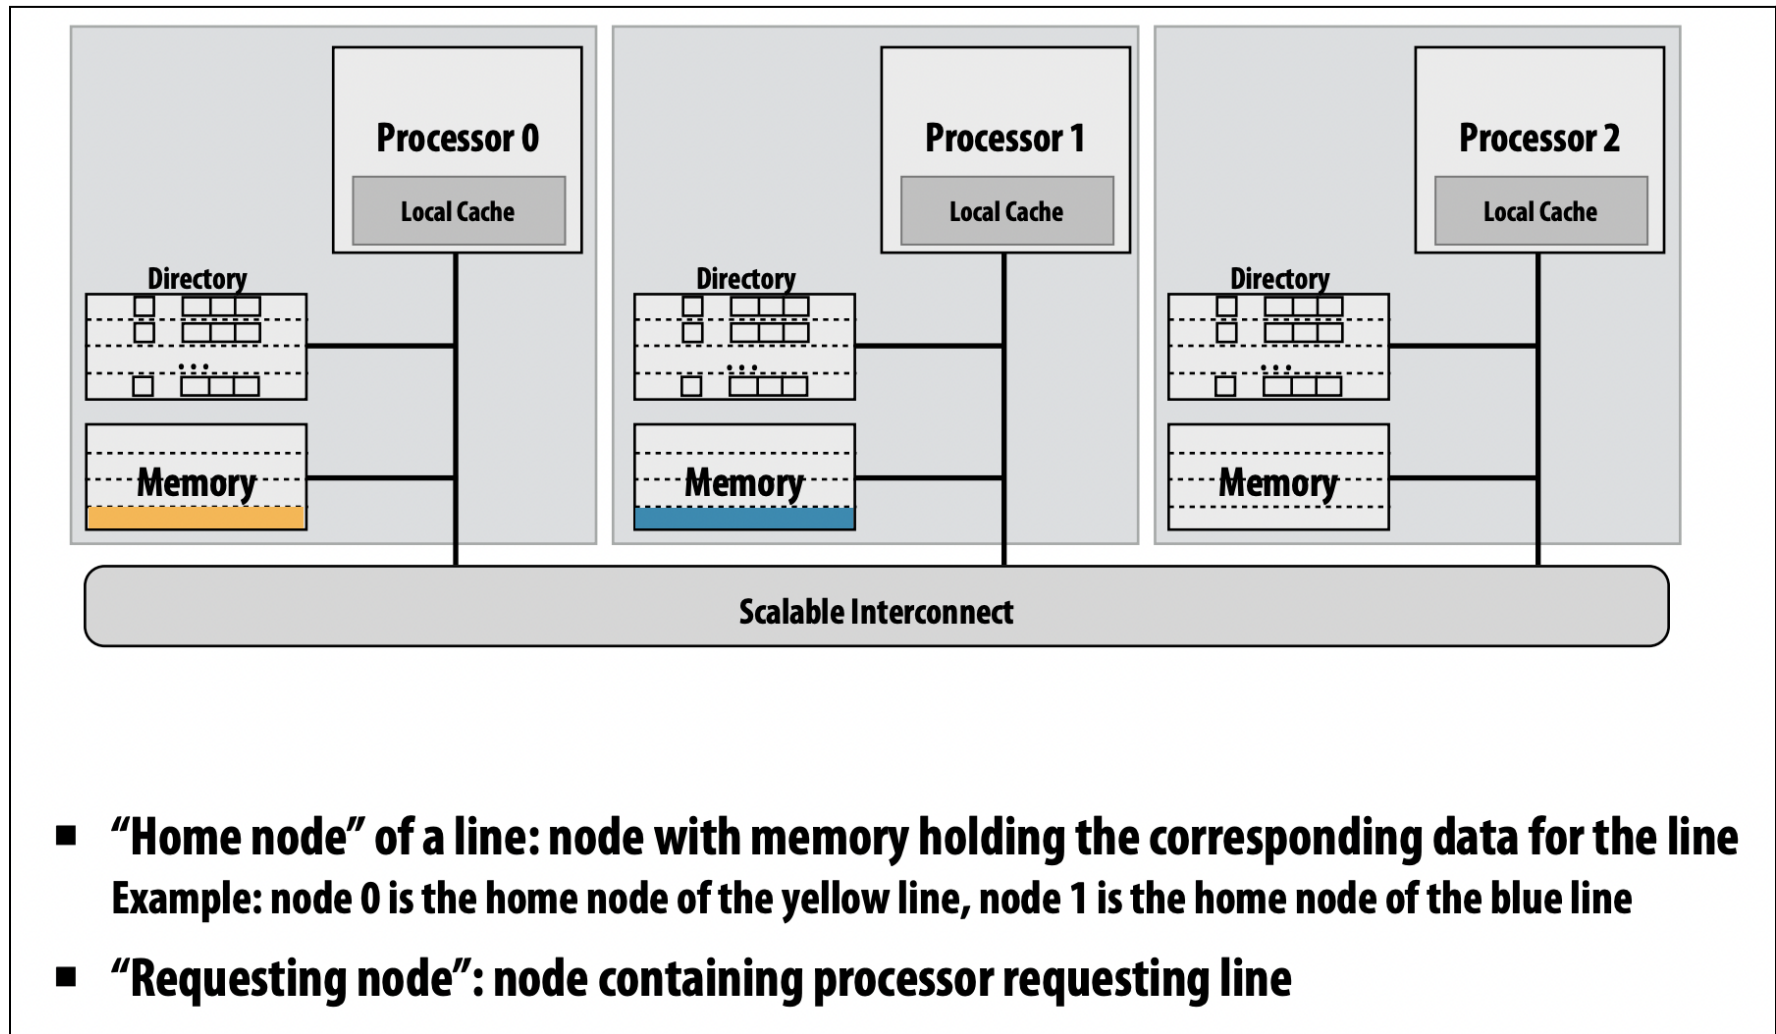 Processor 0
Processor 1
Processor 2
Local Cache
Local Cache
Local Cache
Directory
Directory
Directory
...
...
...
Memory
Memory
Memory
Scalable Interconnect
■ “Home node” of a line: node with memory holding the corresponding data for the line
Example: node 0 is the home node of the yellow line, node 1 is the home node of the blue line
■ “Requesting node”: node containing processor requesting line